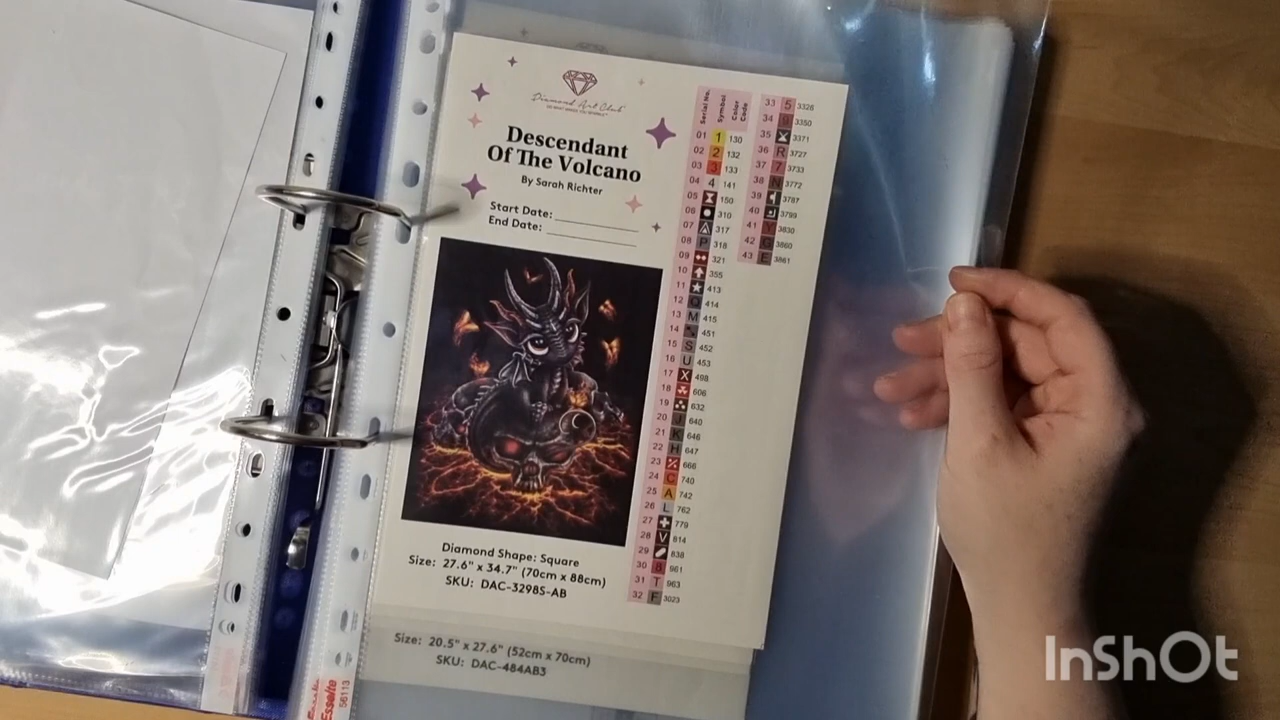 Diamond Art Club
Descendant
Of The Volcano
By Sarah Richter
Start Date:
End Date:
Diamond Shape: Square
Size: 27.6" x 34.7" (70cm x 88cm)
SKU: DAC-3298S-AB
Size: 20.5" x 27.6" (52cm x 70cm)
SKU: DAC-484AB3
Serial No. Symbol Color Code
01 1 130
02 2 132
03 3 133
04 4 141
05 150
06 310
07 317
08 P 318
09 321
10 355
11 413
12 Q 414
13 M 415
14 451
15 S 452
16 U 453
17 X 498
18 606
19 632
20 J 640
21 K 646
22 H 647
23 666
24 C 740
25 A 742
26 L 762
27 779
28 V 814
29 838
30 8 961
31 T 963
32 F 3023
33 5 3328
34 9 3350
35 3371
36 R 3727
37 7 3733
38 N 3772
39 3787
40 3799
41 Y 3830
42 G 3860
43 E 3861
Esselte
Esselte
56113
InShOt